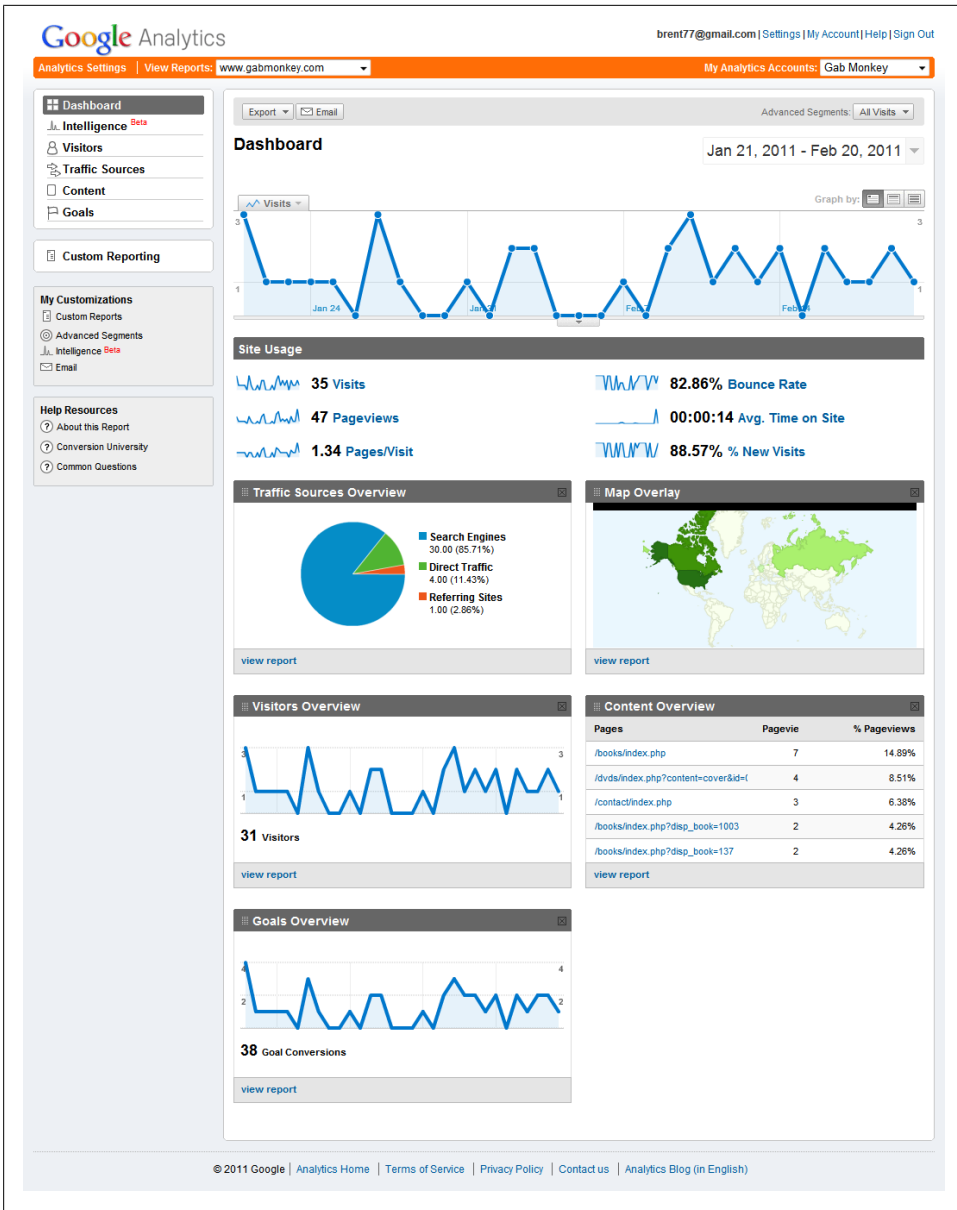 Google Analytics
brent77@gmail.com | Settings | My Account | Help | Sign Out
Analytics Settings | View Reports: www.gabmonkey.com
My Analytics Accounts: Gab Monkey
Dashboard
Intelligence Beta
Visitors
Traffic Sources
Content
Goals
Custom Reporting
My Customizations
Custom Reports
Advanced Segments
Intelligence Beta
Email
Help Resources
? About this Report
? Conversion University
? Common Questions
Export Email
Advanced Segments: All Visits
Dashboard
Jan 21, 2011 - Feb 20, 2011
Visits
Graph by:
3 3
1 1
Jan 24 Feb 7
Site Usage
35 Visits
82.86% Bounce Rate
47 Pageviews
00:00:14 Avg. Time on Site
1.34 Pages/Visit
88.57% % New Visits
Traffic Sources Overview
Search Engines
30.00 (85.71%)
Direct Traffic
4.00 (11.43%)
Referring Sites
1.00 (2.86%)
view report
Map Overlay
view report
Visitors Overview
3 3
1 1
31 Visitors
view report
Content Overview
Pages Pagevie % Pageviews
/books/index.php 7 14.89%
/dvds/index.php?content=cover&id=( 4 8.51%
/contact/index.php 3 6.38%
/books/index.php?disp_book=1003 2 4.26%
/books/index.php?disp_book=137 2 4.26%
view report
Goals Overview
4 4
2 2
38 Goal Conversions
view report
© 2011 Google | Analytics Home | Terms of Service | Privacy Policy | Contact us | Analytics Blog (in English)